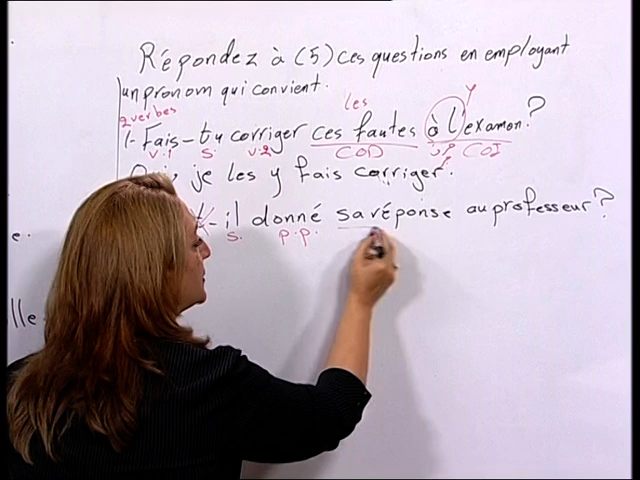 Répondez à (5) ces questions en employant
un pronom qui convient.
2 verbes les y
1- Fais-tu corriger ces fautes à l'examon?
v.1 s. v.2 COD COI
je les y fais corriger.
-il donné sa réponse au professeur?
s. p.p.
e..
lle